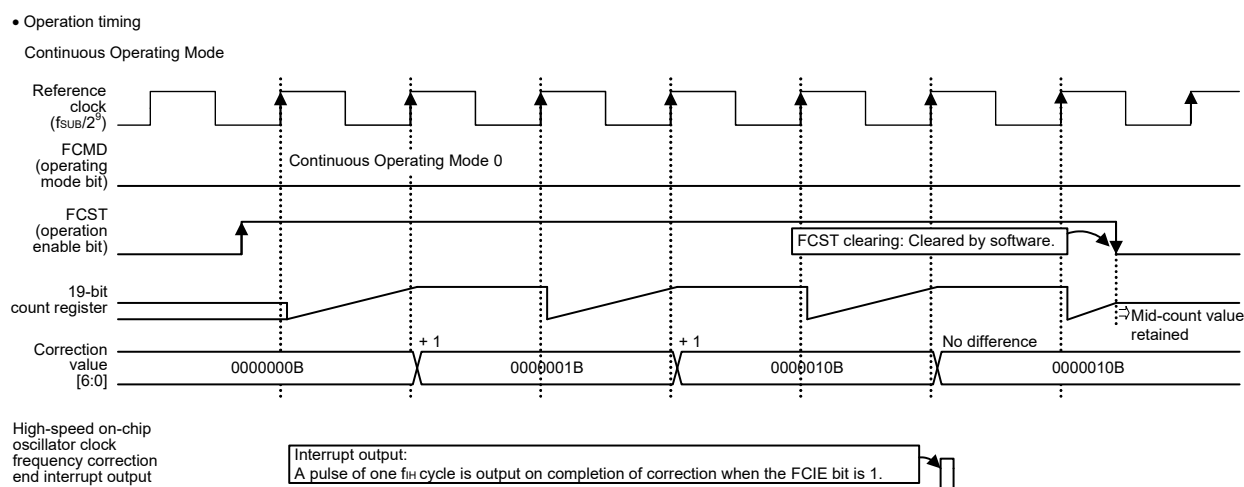 • Operation timing
Continuous Operating Mode
Reference
clock
(fSUB/2⁹)
FCMD
(operating
mode bit)
Continuous Operating Mode 0
FCST
(operation
enable bit)
FCST clearing: Cleared by software.
19-bit
count register
Mid-count value
retained
Correction
value
[6:0]
0000000B
+ 1
0000001B
+ 1
0000010B
No difference
0000010B
High-speed on-chip
oscillator clock
frequency correction
end interrupt output
Interrupt output:
A pulse of one fIH cycle is output on completion of correction when the FCIE bit is 1.